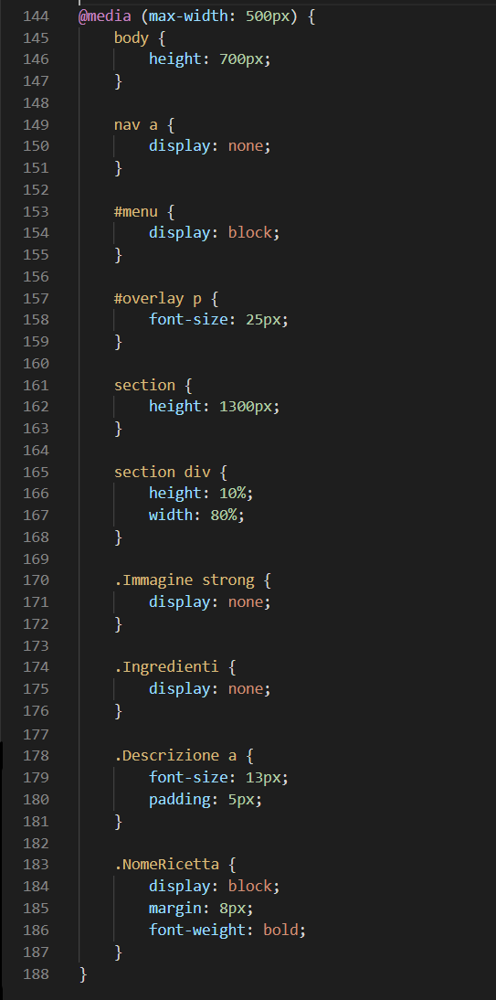 144 @media (max-width: 500px) {
145     body {
146         height: 700px;
147     }
148
149     nav a {
150         display: none;
151     }
152
153     #menu {
154         display: block;
155     }
156
157     #overlay p {
158         font-size: 25px;
159     }
160
161     section {
162         height: 1300px;
163     }
164
165     section div {
166         height: 10%;
167         width: 80%;
168     }
169
170     .Immagine strong {
171         display: none;
172     }
173
174     .Ingredienti {
175         display: none;
176     }
177
178     .Descrizione a {
179         font-size: 13px;
180         padding: 5px;
181     }
182
183     .NomeRicetta {
184         display: block;
185         margin: 8px;
186         font-weight: bold;
187     }
188 }